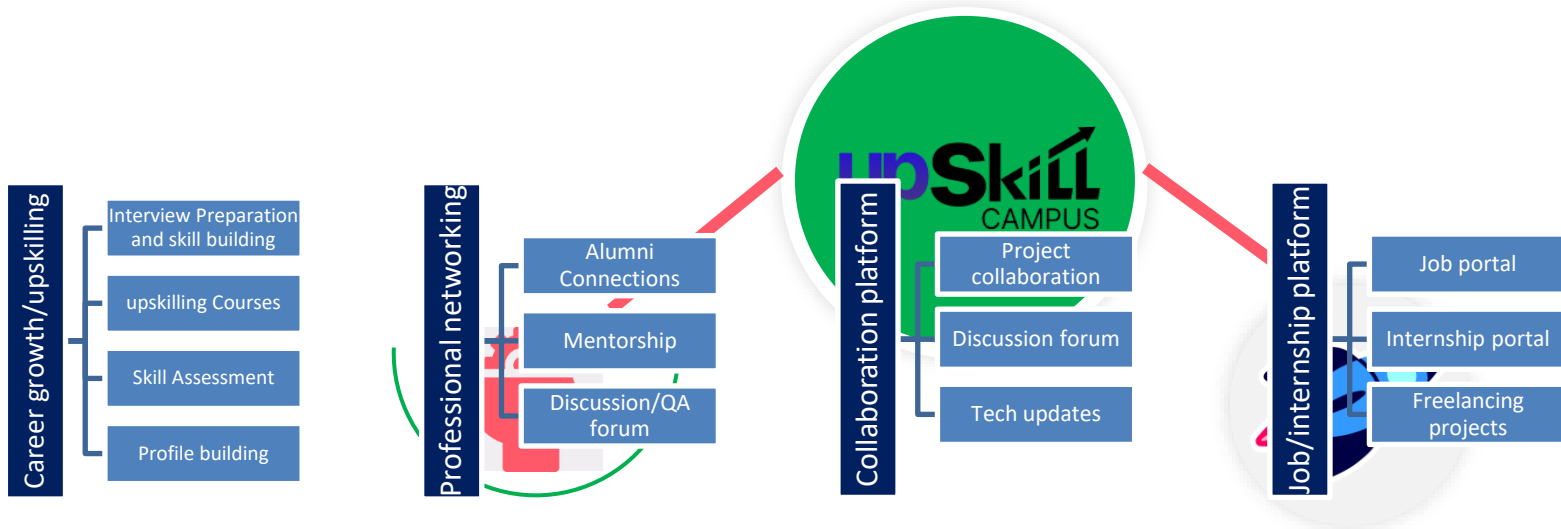 upSkill
CAMPUS
Career growth/upskilling
Interview Preparation
and skill building
upskilling Courses
Skill Assessment
Profile building
Professional networking
Alumni
Connections
Mentorship
Discussion/QA
forum
Collaboration platform
Project
collaboration
Discussion forum
Tech updates
Job/internship platform
Job portal
Internship portal
Freelancing
projects